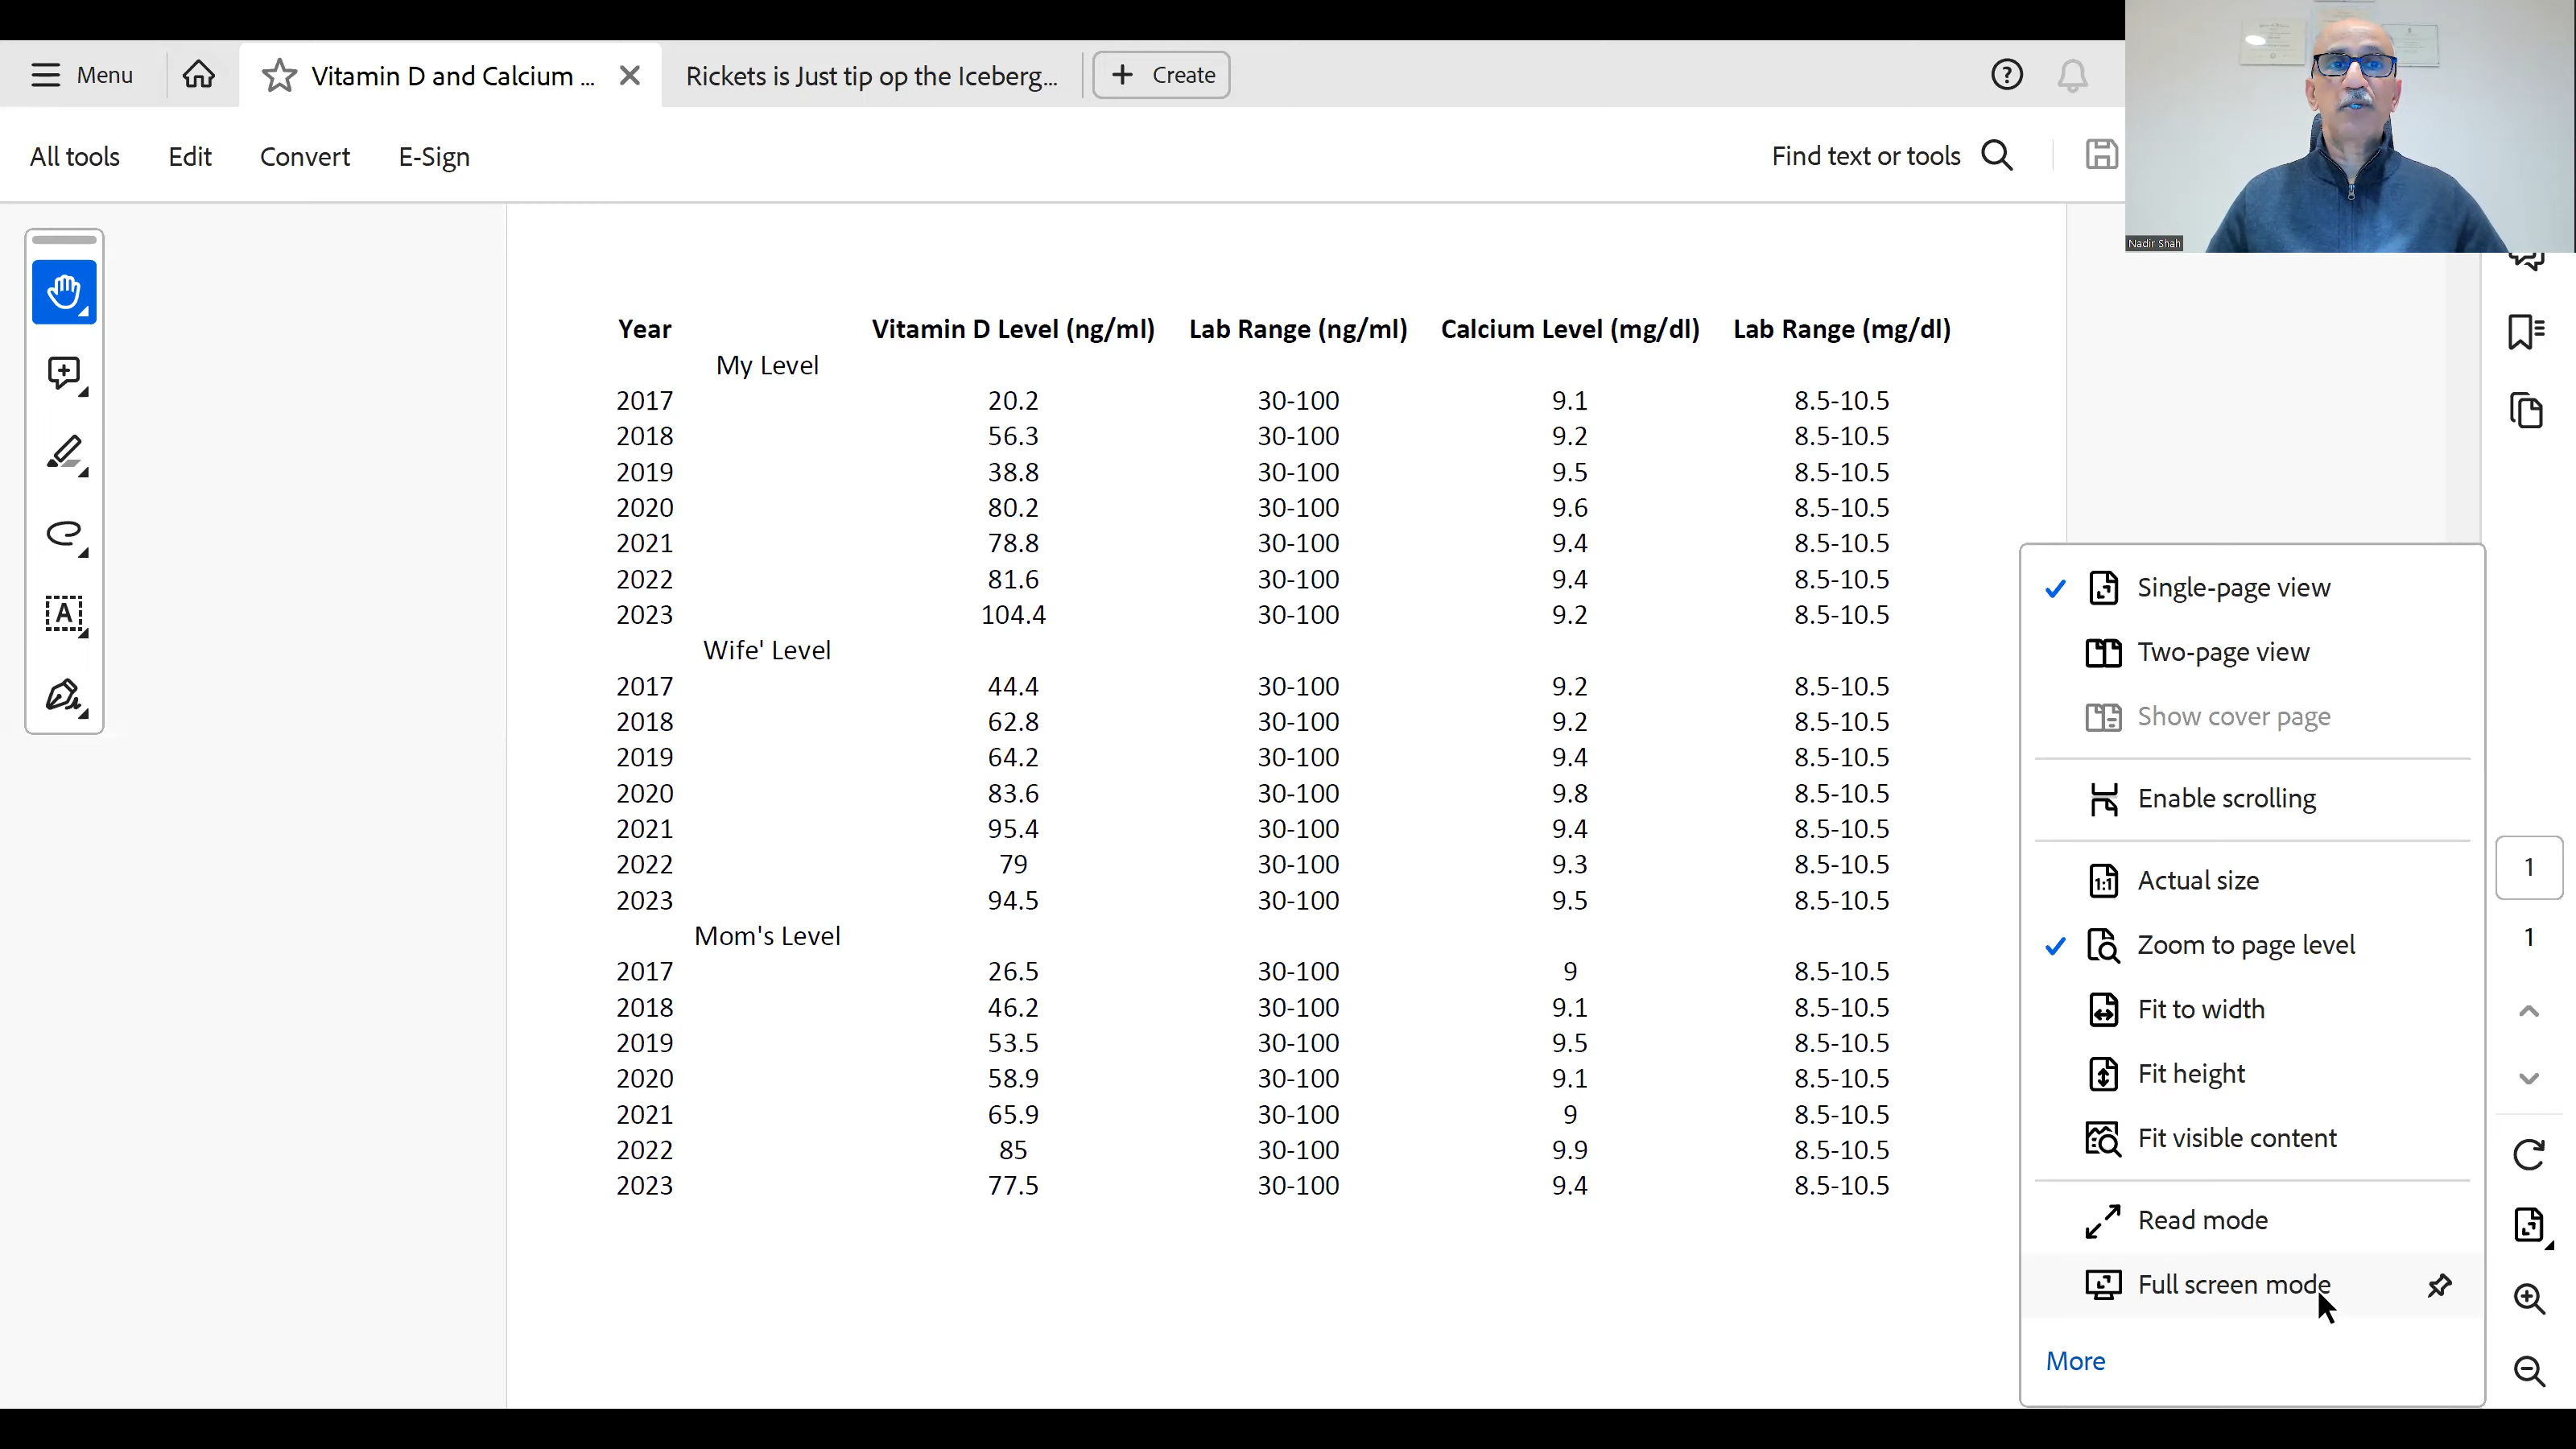 Menu
Vitamin D and Calcium ...
Rickets is Just tip op the Iceberg...
Create
All tools Edit Convert E-Sign
Find text or tools
Nadir Shah
Year Vitamin D Level (ng/ml) Lab Range (ng/ml) Calcium Level (mg/dl) Lab Range (mg/dl)
My Level
2017 20.2 30-100 9.1 8.5-10.5
2018 56.3 30-100 9.2 8.5-10.5
2019 38.8 30-100 9.5 8.5-10.5
2020 80.2 30-100 9.6 8.5-10.5
2021 78.8 30-100 9.4 8.5-10.5
2022 81.6 30-100 9.4 8.5-10.5
2023 104.4 30-100 9.2 8.5-10.5
Wife' Level
2017 44.4 30-100 9.2 8.5-10.5
2018 62.8 30-100 9.2 8.5-10.5
2019 64.2 30-100 9.4 8.5-10.5
2020 83.6 30-100 9.8 8.5-10.5
2021 95.4 30-100 9.4 8.5-10.5
2022 79 30-100 9.3 8.5-10.5
2023 94.5 30-100 9.5 8.5-10.5
Mom's Level
2017 26.5 30-100 9 8.5-10.5
2018 46.2 30-100 9.1 8.5-10.5
2019 53.5 30-100 9.5 8.5-10.5
2020 58.9 30-100 9.1 8.5-10.5
2021 65.9 30-100 9 8.5-10.5
2022 85 30-100 9.9 8.5-10.5
2023 77.5 30-100 9.4 8.5-10.5
Single-page view
Two-page view
Show cover page
Enable scrolling
Actual size
Zoom to page level
Fit to width
Fit height
Fit visible content
Read mode
Full screen mode
More
1
1